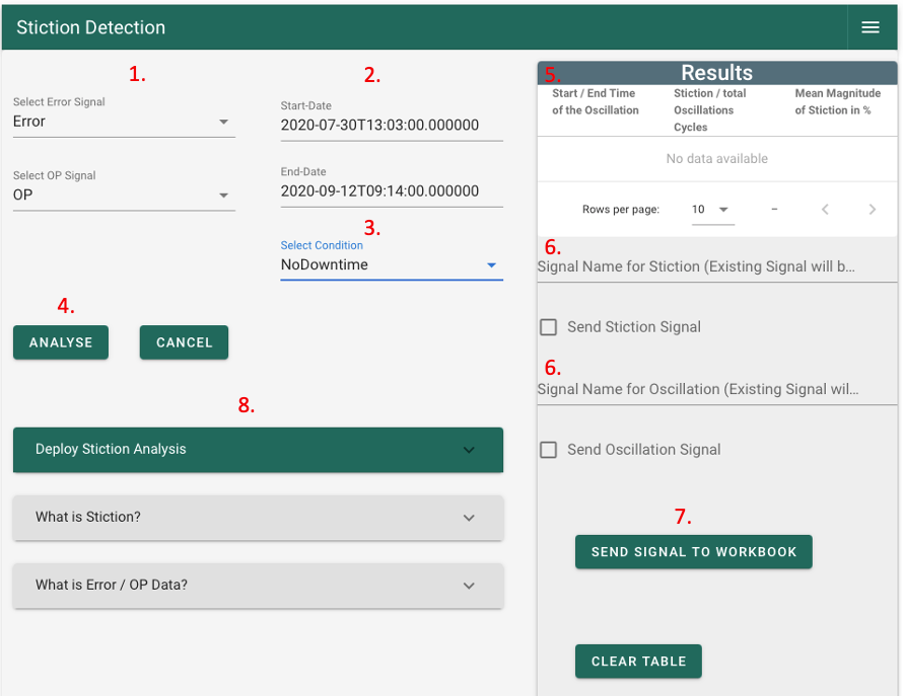 Stiction Detection
1.
Select Error Signal
Error
Select OP Signal
OP
2.
Start-Date
2020-07-30T13:03:00.000000
End-Date
2020-09-12T09:14:00.000000
3.
Select Condition
NoDowntime
4.
ANALYSE
CANCEL
8.
Deploy Stiction Analysis
What is Stiction?
What is Error / OP Data?
5.
Results
Start / End Time
of the Oscillation
Stiction / total
Oscillations
Cycles
Mean Magnitude
of Stiction in %
No data available
Rows per page:
10
–
6.
Signal Name for Stiction (Existing Signal will b...
Send Stiction Signal
6.
Signal Name for Oscillation (Existing Signal wil...
Send Oscillation Signal
7.
SEND SIGNAL TO WORKBOOK
CLEAR TABLE